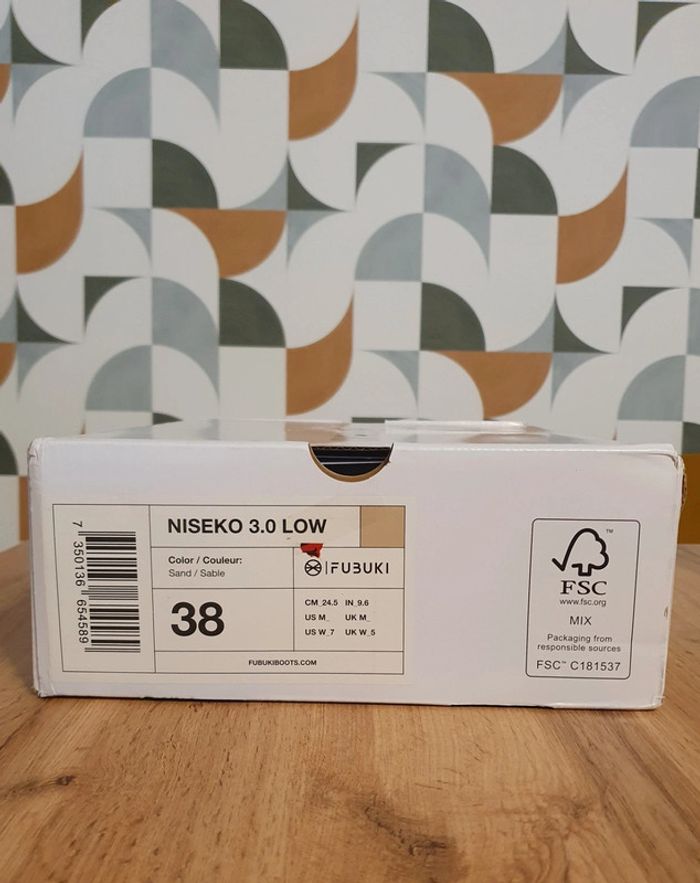 7 350136 654589
NISEKO 3.0 LOW
Color / Couleur:
Sand / Sable
FUBUKI
38
CM_24.5 IN_9.6
US M_ UK M_
US W_7 UK W_5
FUBUKIBOOTS.COM
TM
FSC
www.fsc.org
MIX
Packaging from
responsible sources
FSC™ C181537